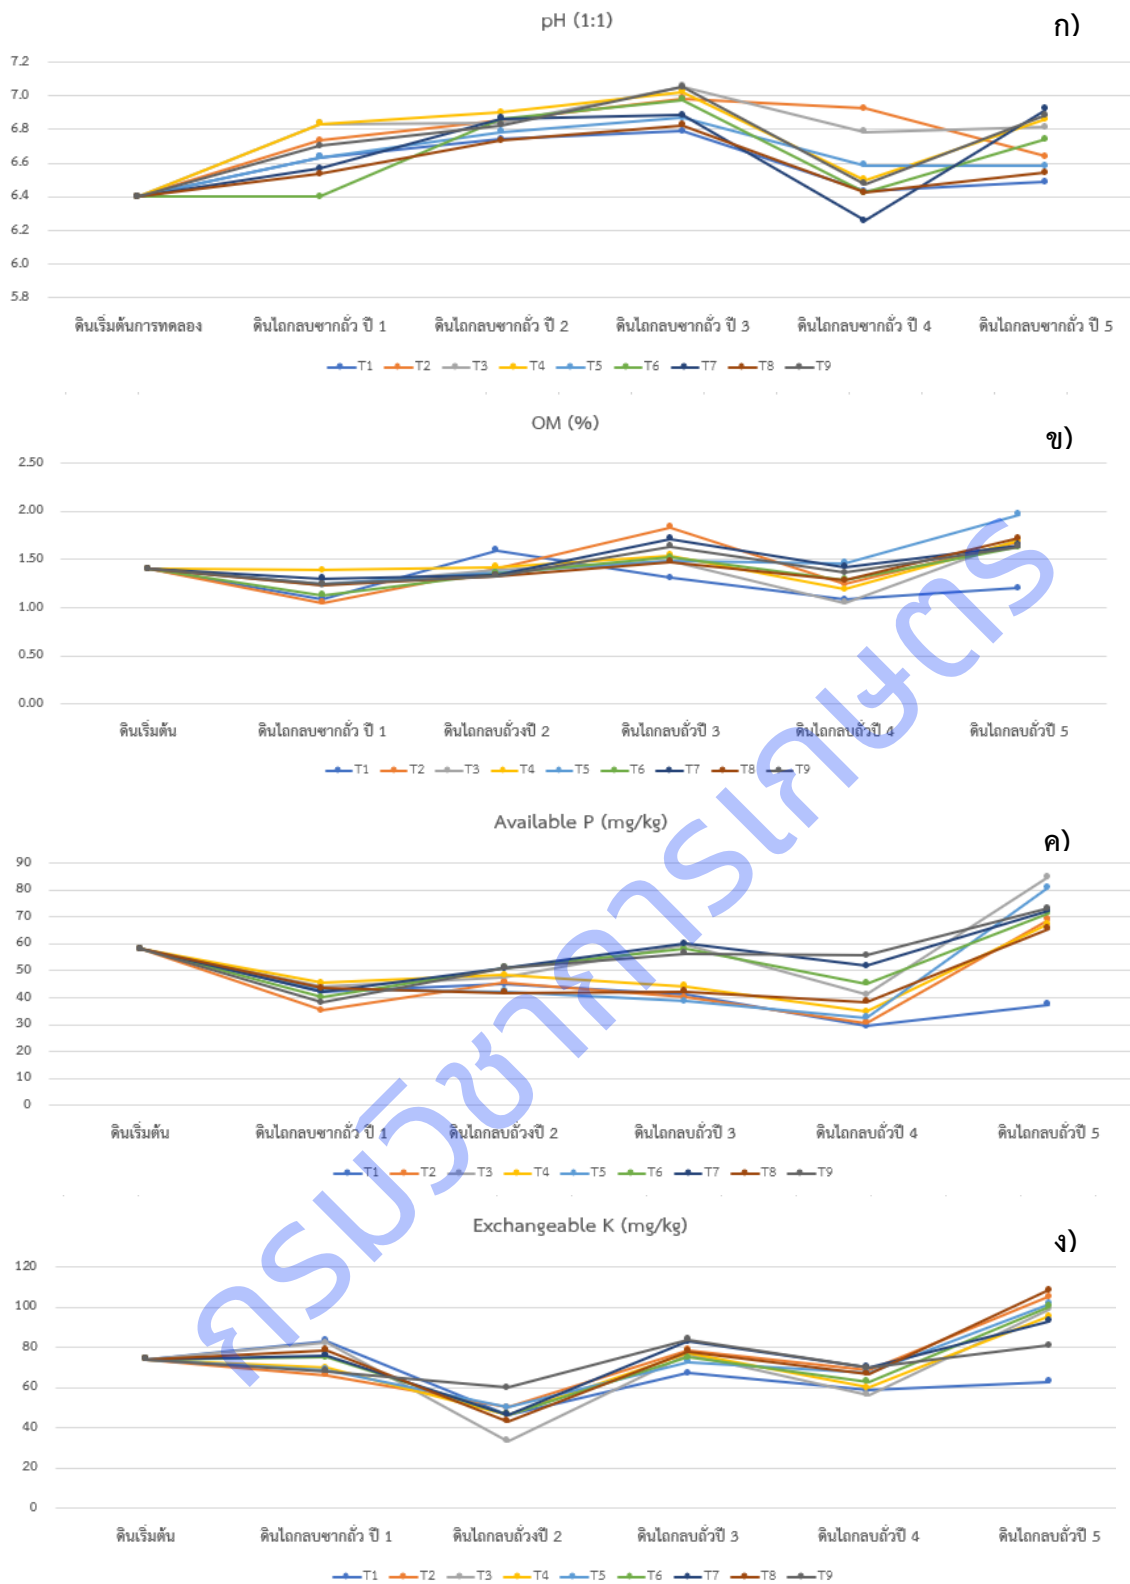 pH (1:1)
ก)
7.2
7.0
6.8
6.6
6.4
6.2
6.0
5.8
ดินเริ่มต้นการทดลอง ดินไถกลบซากถั่ว ปี 1 ดินไถกลบซากถั่ว ปี 2 ดินไถกลบซากถั่ว ปี 3 ดินไถกลบซากถั่ว ปี 4 ดินไถกลบซากถั่ว ปี 5
T1 T2 T3 T4 T5 T6 T7 T8 T9
OM (%)
ข)
2.50
2.00
1.50
1.00
0.50
0.00
ดินเริ่มต้น ดินไถกลบซากถั่ว ปี 1 ดินไถกลบถั่วงปี 2 ดินไถกลบถั่วปี 3 ดินไถกลบถั่วปี 4 ดินไถกลบถั่วปี 5
T1 T2 T3 T4 T5 T6 T7 T8 T9
Available P (mg/kg)
ค)
90
80
70
60
50
40
30
20
10
0
ดินเริ่มต้น ดินไถกลบซากถั่ว ปี 1 ดินไถกลบถั่วงปี 2 ดินไถกลบถั่วปี 3 ดินไถกลบถั่วปี 4 ดินไถกลบถั่วปี 5
T1 T2 T3 T4 T5 T6 T7 T8 T9
Exchangeable K (mg/kg)
ง)
120
100
80
60
40
20
0
ดินเริ่มต้น ดินไถกลบซากถั่ว ปี 1 ดินไถกลบถั่วงปี 2 ดินไถกลบถั่วปี 3 ดินไถกลบถั่วปี 4 ดินไถกลบถั่วปี 5
T1 T2 T3 T4 T5 T6 T7 T8 T9
กรมวิชาการเกษตร